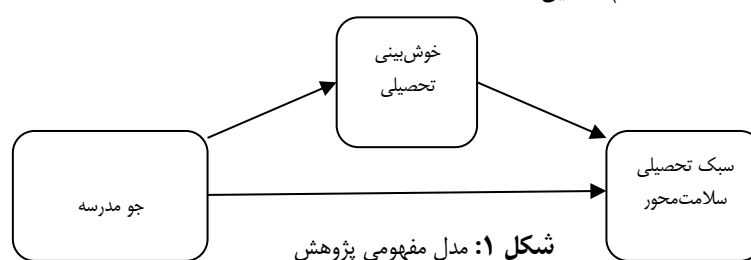 خوش‌بینی
تحصیلی
سبک تحصیلی
سلامت‌محور
جو مدرسه
شکل ۱: مدل مفهومی پژوهش